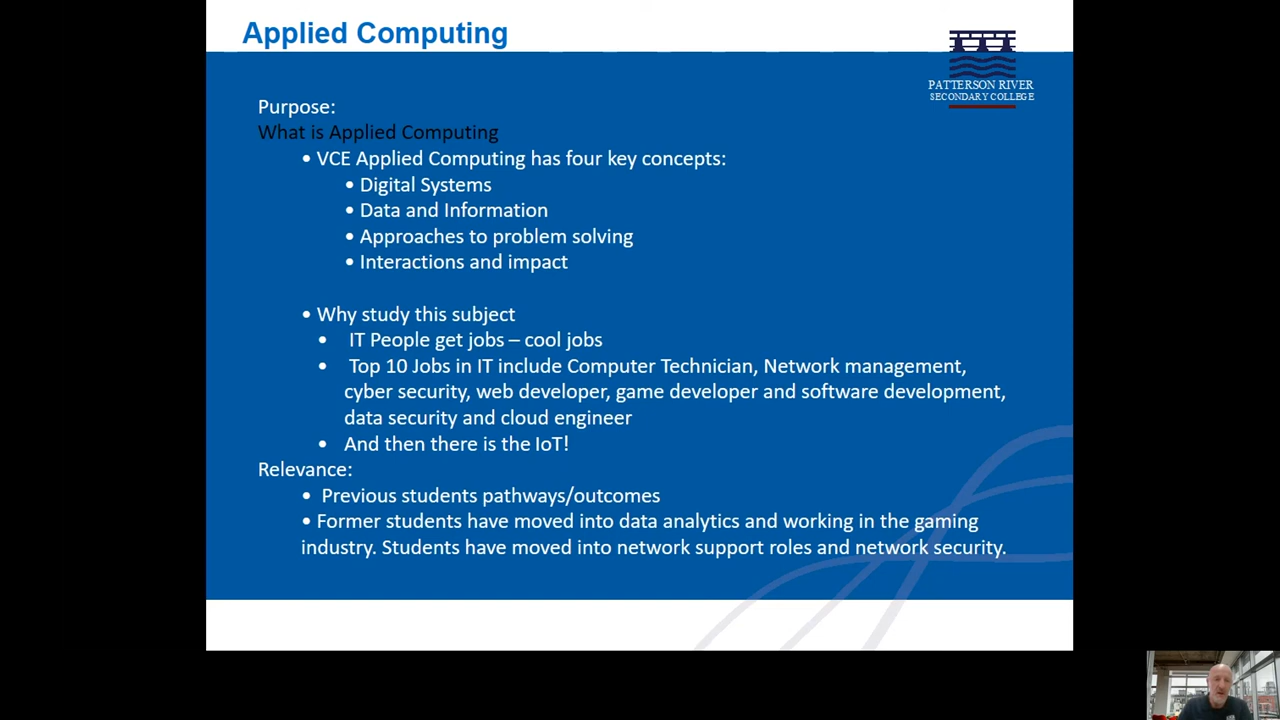 Applied Computing
PATTERSON RIVER
SECONDARY COLLEGE
Purpose:
What is Applied Computing
• VCE Applied Computing has four key concepts:
• Digital Systems
• Data and Information
• Approaches to problem solving
• Interactions and impact
• Why study this subject
• IT People get jobs – cool jobs
• Top 10 Jobs in IT include Computer Technician, Network management,
cyber security, web developer, game developer and software development,
data security and cloud engineer
• And then there is the IoT!
Relevance:
• Previous students pathways/outcomes
• Former students have moved into data analytics and working in the gaming
industry. Students have moved into network support roles and network security.